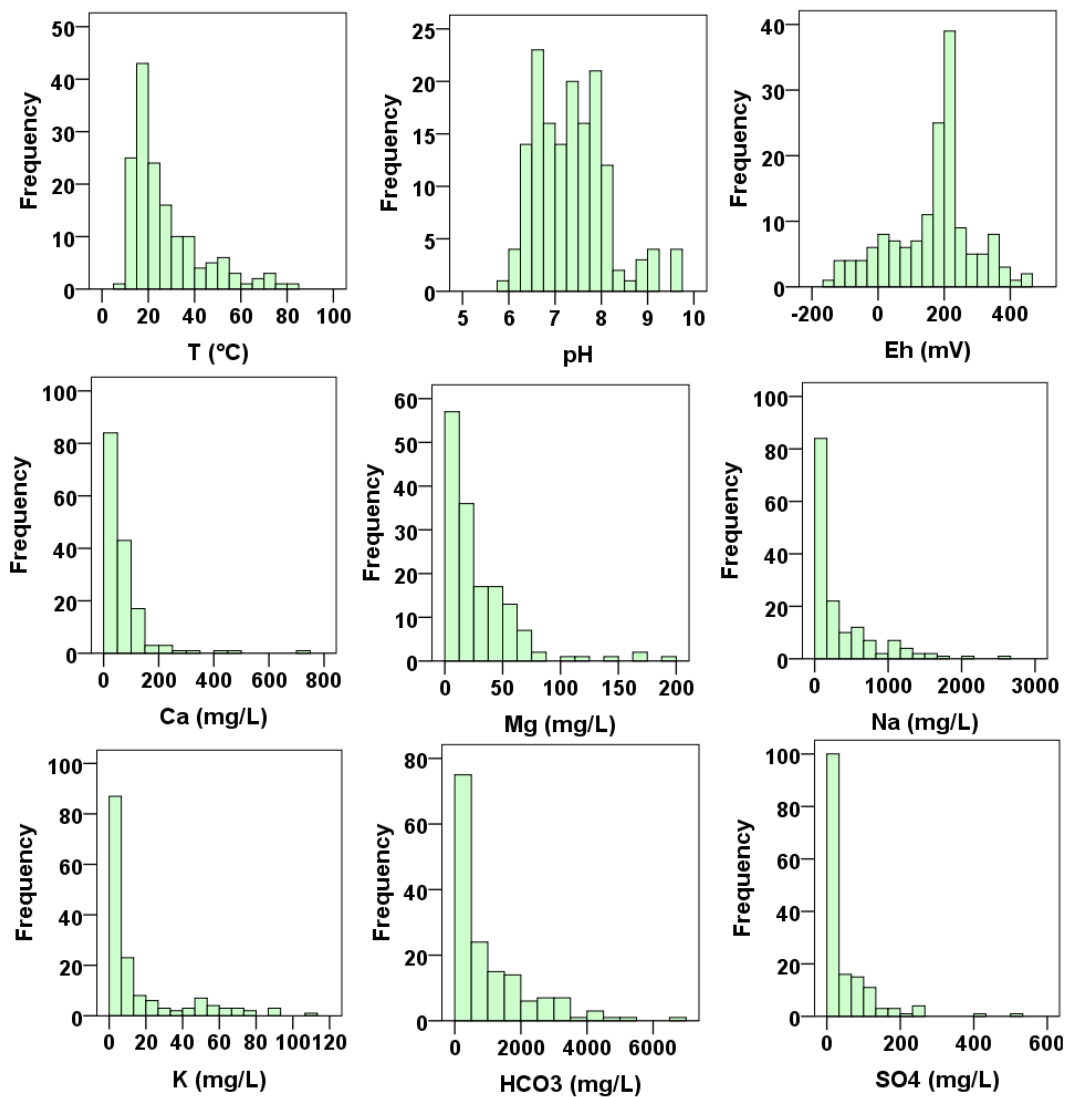 50
40
30
20
10
0
Frequency
0 20 40 60 80 100
T (°C)
25
20
15
10
5
0
Frequency
5 6 7 8 9 10
pH
40
30
20
10
0
Frequency
-200 0 200 400
Eh (mV)
100
80
60
40
20
0
Frequency
0 200 400 600 800
Ca (mg/L)
60
50
40
30
20
10
0
Frequency
0 50 100 150 200
Mg (mg/L)
100
80
60
40
20
0
Frequency
0 1000 2000 3000
Na (mg/L)
100
80
60
40
20
0
Frequency
0 20 40 60 80 100 120
K (mg/L)
80
60
40
20
0
Frequency
0 2000 4000 6000
HCO3 (mg/L)
100
80
60
40
20
0
Frequency
0 200 400 600
SO4 (mg/L)